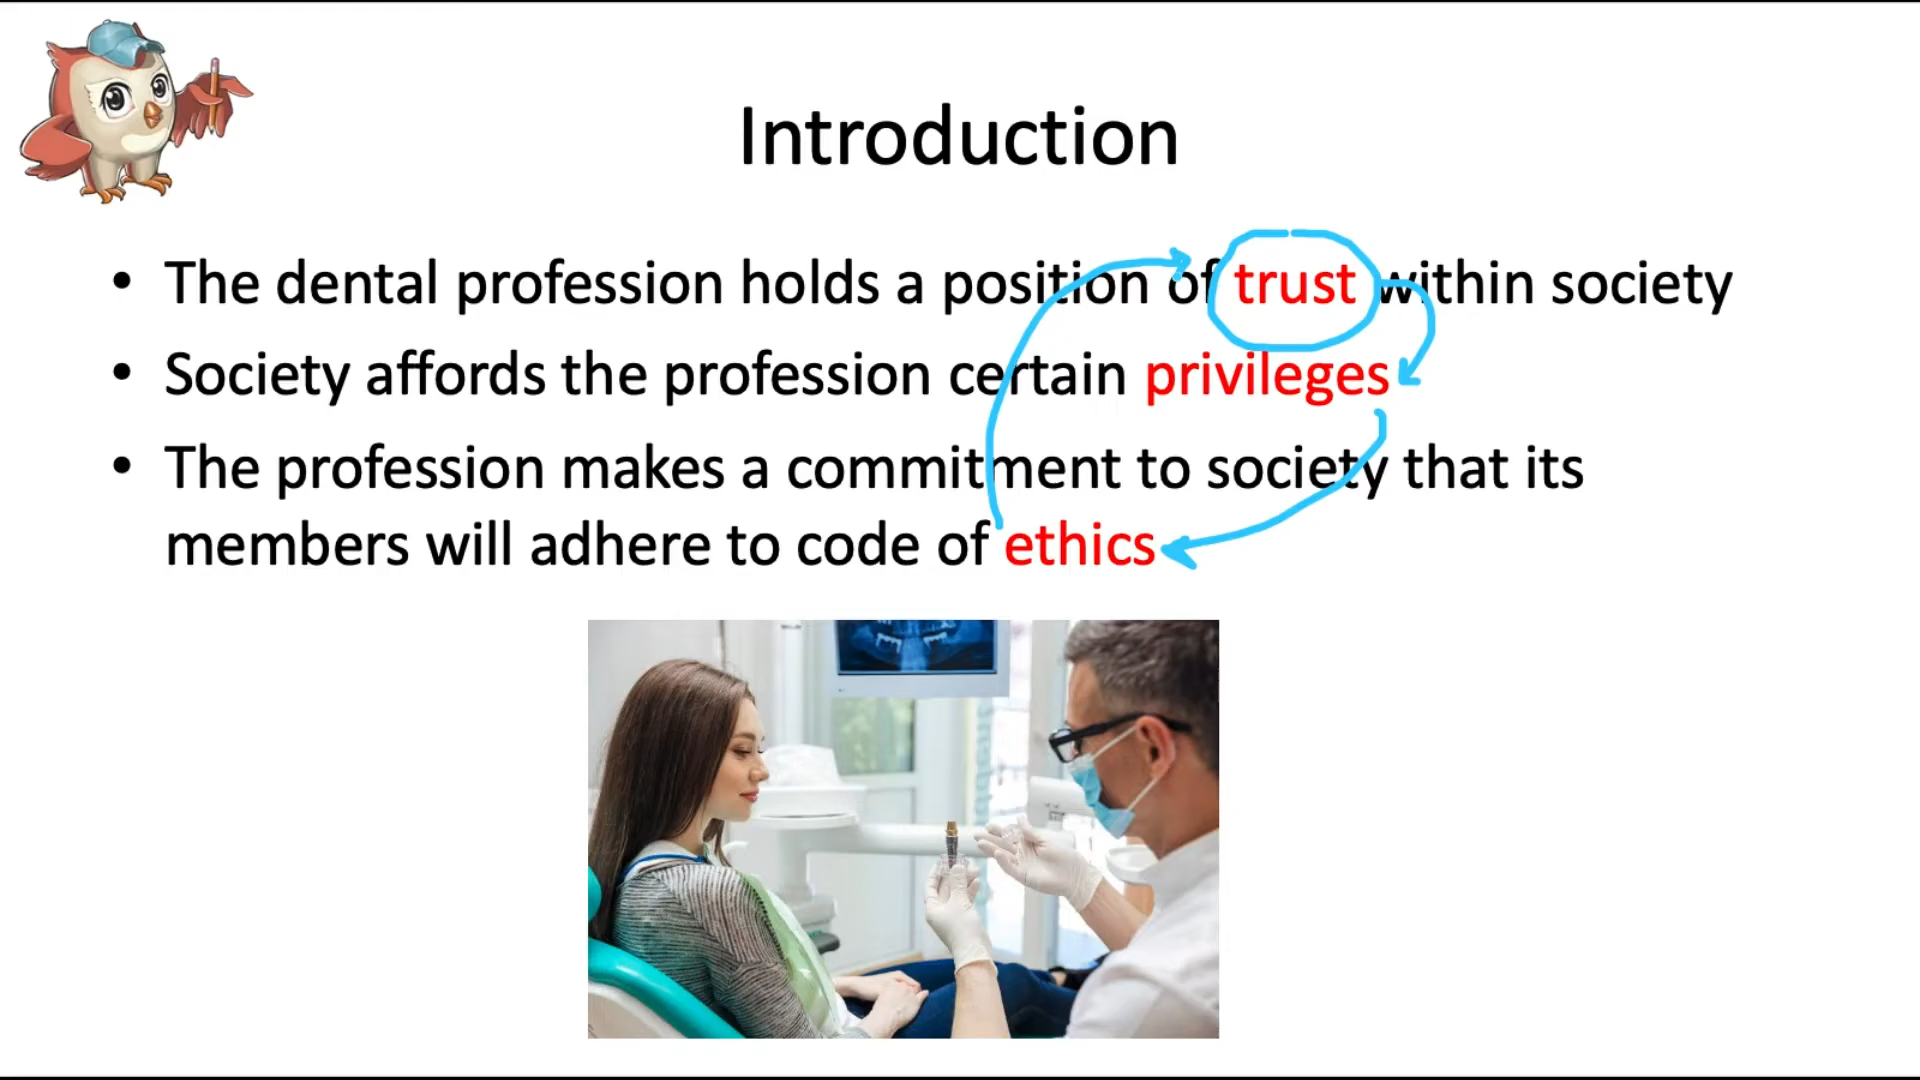 Introduction
• The dental profession holds a position of trust within society
• Society affords the profession certain privileges
• The profession makes a commitment to society that its
members will adhere to code of ethics